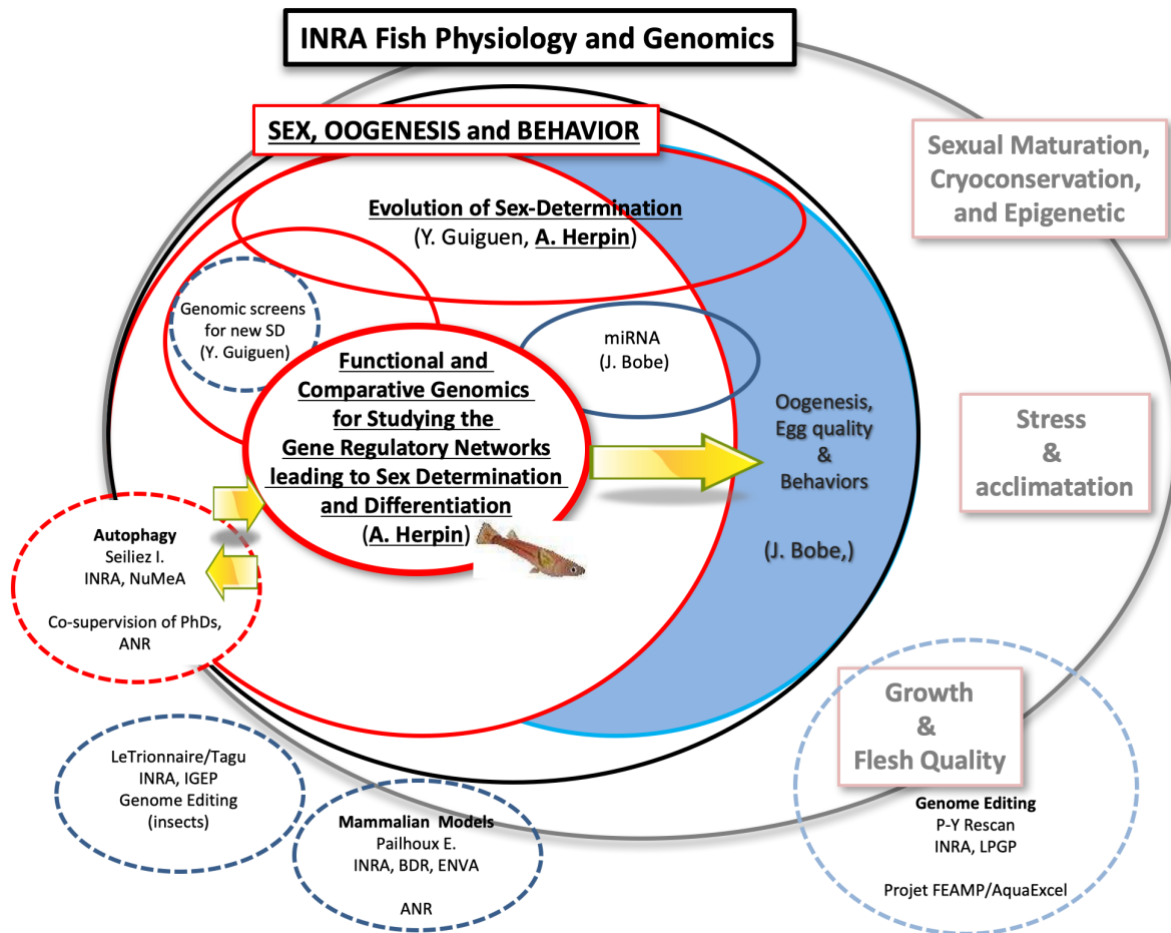 INRA Fish Physiology and Genomics
SEX, OOGENESIS and BEHAVIOR
Sexual Maturation,
Cryoconservation,
and Epigenetic
Evolution of Sex-Determination
(Y. Guiguen, A. Herpin)
Genomic screens
for new SD
(Y. Guiguen)
miRNA
(J. Bobe)
Functional and
Comparative Genomics
for Studying the
Gene Regulatory Networks
leading to Sex Determination
and Differentiation
(A. Herpin)
Oogenesis,
Egg quality
&
Behaviors
(J. Bobe,)
Stress
&
acclimatation
Autophagy
Seiliez I.
INRA, NuMeA
Co-supervision of PhDs,
ANR
Growth
&
Flesh Quality
LeTrionnaire/Tagu
INRA, IGEP
Genome Editing
(insects)
Mammalian Models
Pailhoux E.
INRA, BDR, ENVA
ANR
Genome Editing
P-Y Rescan
INRA, LPGP
Projet FEAMP/AquaExcel